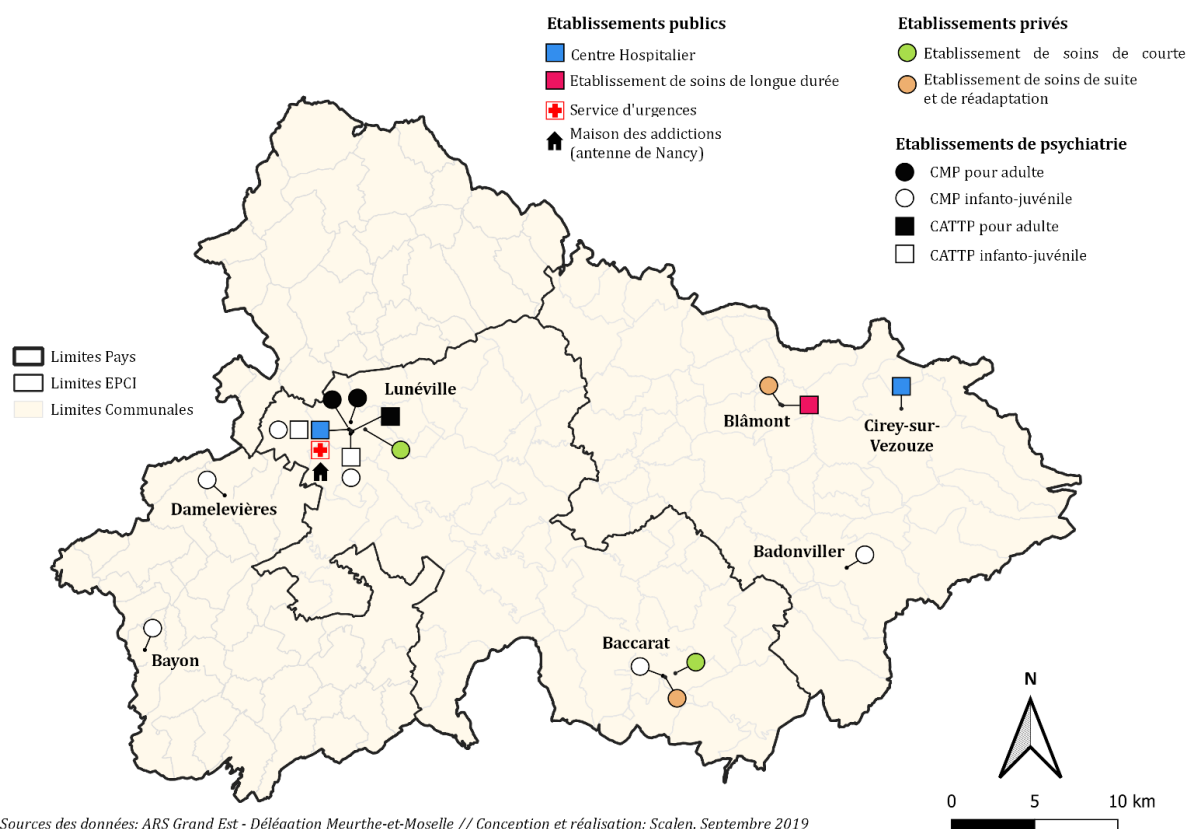 Etablissements publics
Centre Hospitalier
Etablissement de soins de longue durée
Service d'urgences
Maison des addictions
(antenne de Nancy)
Etablissements privés
Etablissement de soins de courte
Etablissement de soins de suite
et de réadaptation
Etablissements de psychiatrie
CMP pour adulte
CMP infanto-juvénile
CATTP pour adulte
CATTP infanto-juvénile
Limites Pays
Limites EPCI
Limites Communales
Lunéville
Blâmont
Cirey-sur-
Vezouze
Damelevières
Badonviller
Baccarat
Bayon
N
0 5 10 km
Sources des données: ARS Grand Est - Délégation Meurthe-et-Moselle // Conception et réalisation: Scalen, Septembre 2019